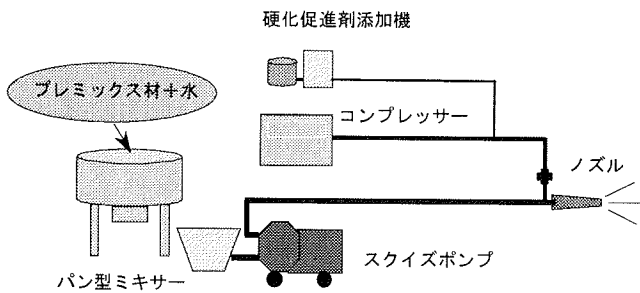 硬化促進剤添加機
プレミックス材＋水
コンプレッサー
ノズル
スクイズポンプ
パン型ミキサー